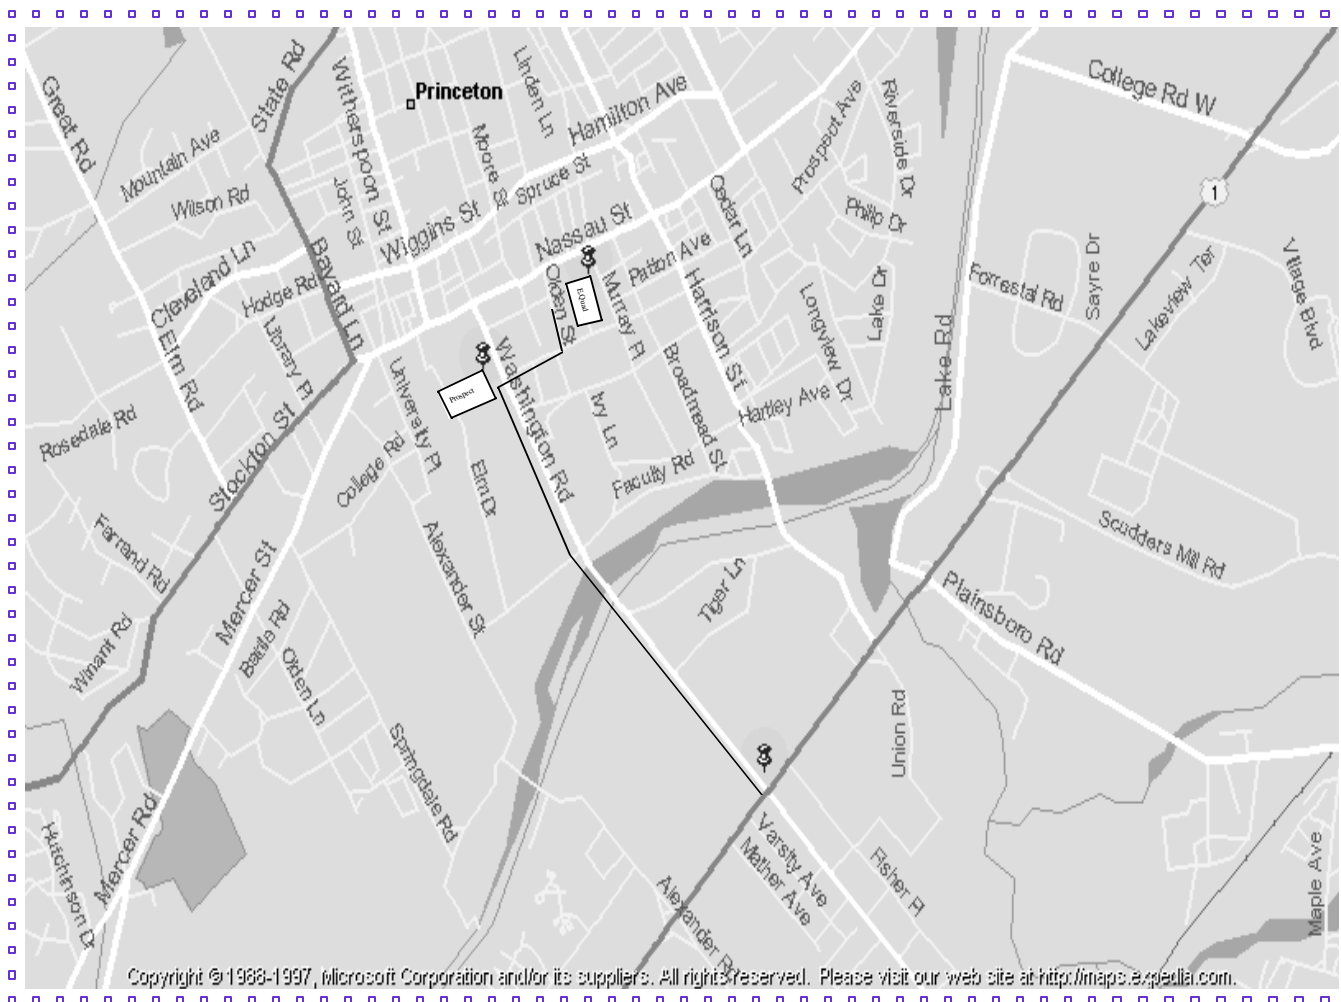 State Rd
Great Rd
Witherspoon St
Princeton
Linden Ln
Hamilton Ave
College Rd W
Prospect Ave
Riverside Dr
Mountain Ave
Moore St
Spruce St
Wilson Rd
John St
Cedar Ln
Philip Dr
1
Wiggins St
Nassau St
Cleveland Ln
Bayard Ln
Patton Ave
Sayre Dr
Lakeview Ter
Village Blvd
Hodge Rd
Olden St
E-Quad
Murray Pl
Harrison St
Longview Dr
Lake Dr
Forrestal Rd
Elm Rd
Library Pl
Lake Rd
University Pl
Prospect
Washington Rd
Ivy Ln
Broadmead St
Hartley Ave
Rosedale Rd
Stockton St
College Rd
Elm Dr
Faculty Rd
Farrand Rd
Alexander St
Scudders Mill Rd
Mercer St
Tiger Ln
Plainsboro Rd
Winant Rd
Battle Rd
Olden Ln
Union Rd
Springdale Rd
Mercer Rd
Hutchinson Dr
Varsity Ave
Mather Ave
Fisher Pl
Alexander Rd
Maple Ave
Copyright © 1988-1997, Microsoft Corporation and/or its suppliers. All rights reserved. Please visit our web site at http://maps.expedia.com.